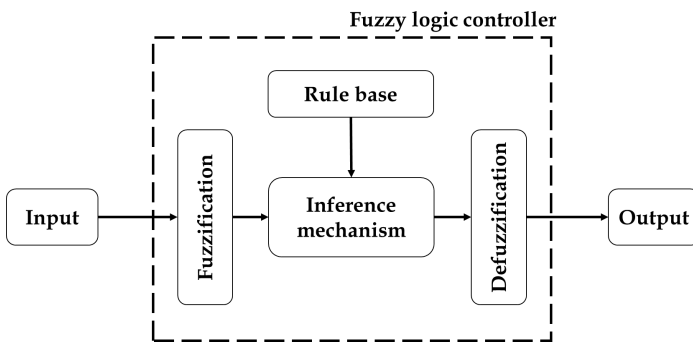 Fuzzy logic controller
Rule base
Input
Fuzzification
Inference
mechanism
Defuzzification
Output